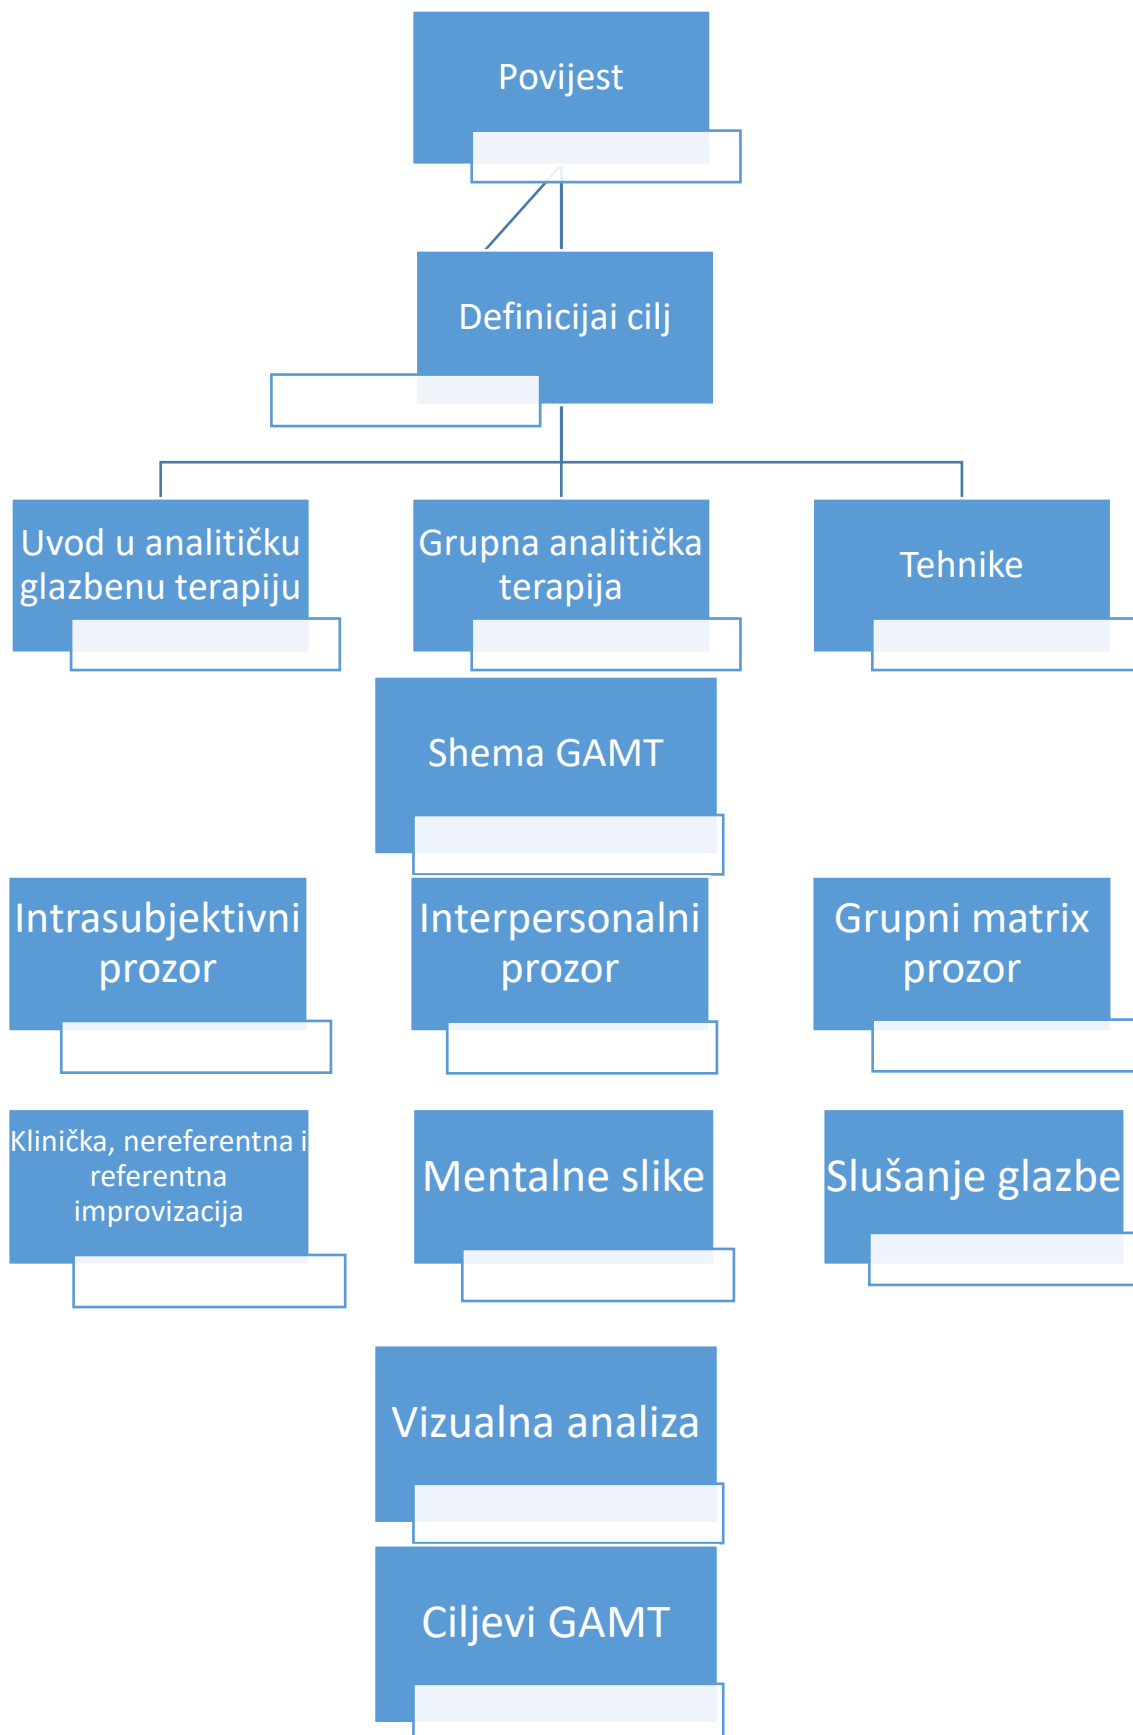 Povijest
Definicijai cilj
Uvod u analitičku
glazbenu terapiju
Grupna analitička
terapija
Tehnike
Shema GAMT
Intrasubjektivni
prozor
Interpersonalni
prozor
Grupni matrix
prozor
Klinička, nereferentna i
referentna
improvizacija
Mentalne slike
Slušanje glazbe
Vizualna analiza
Ciljevi GAMT